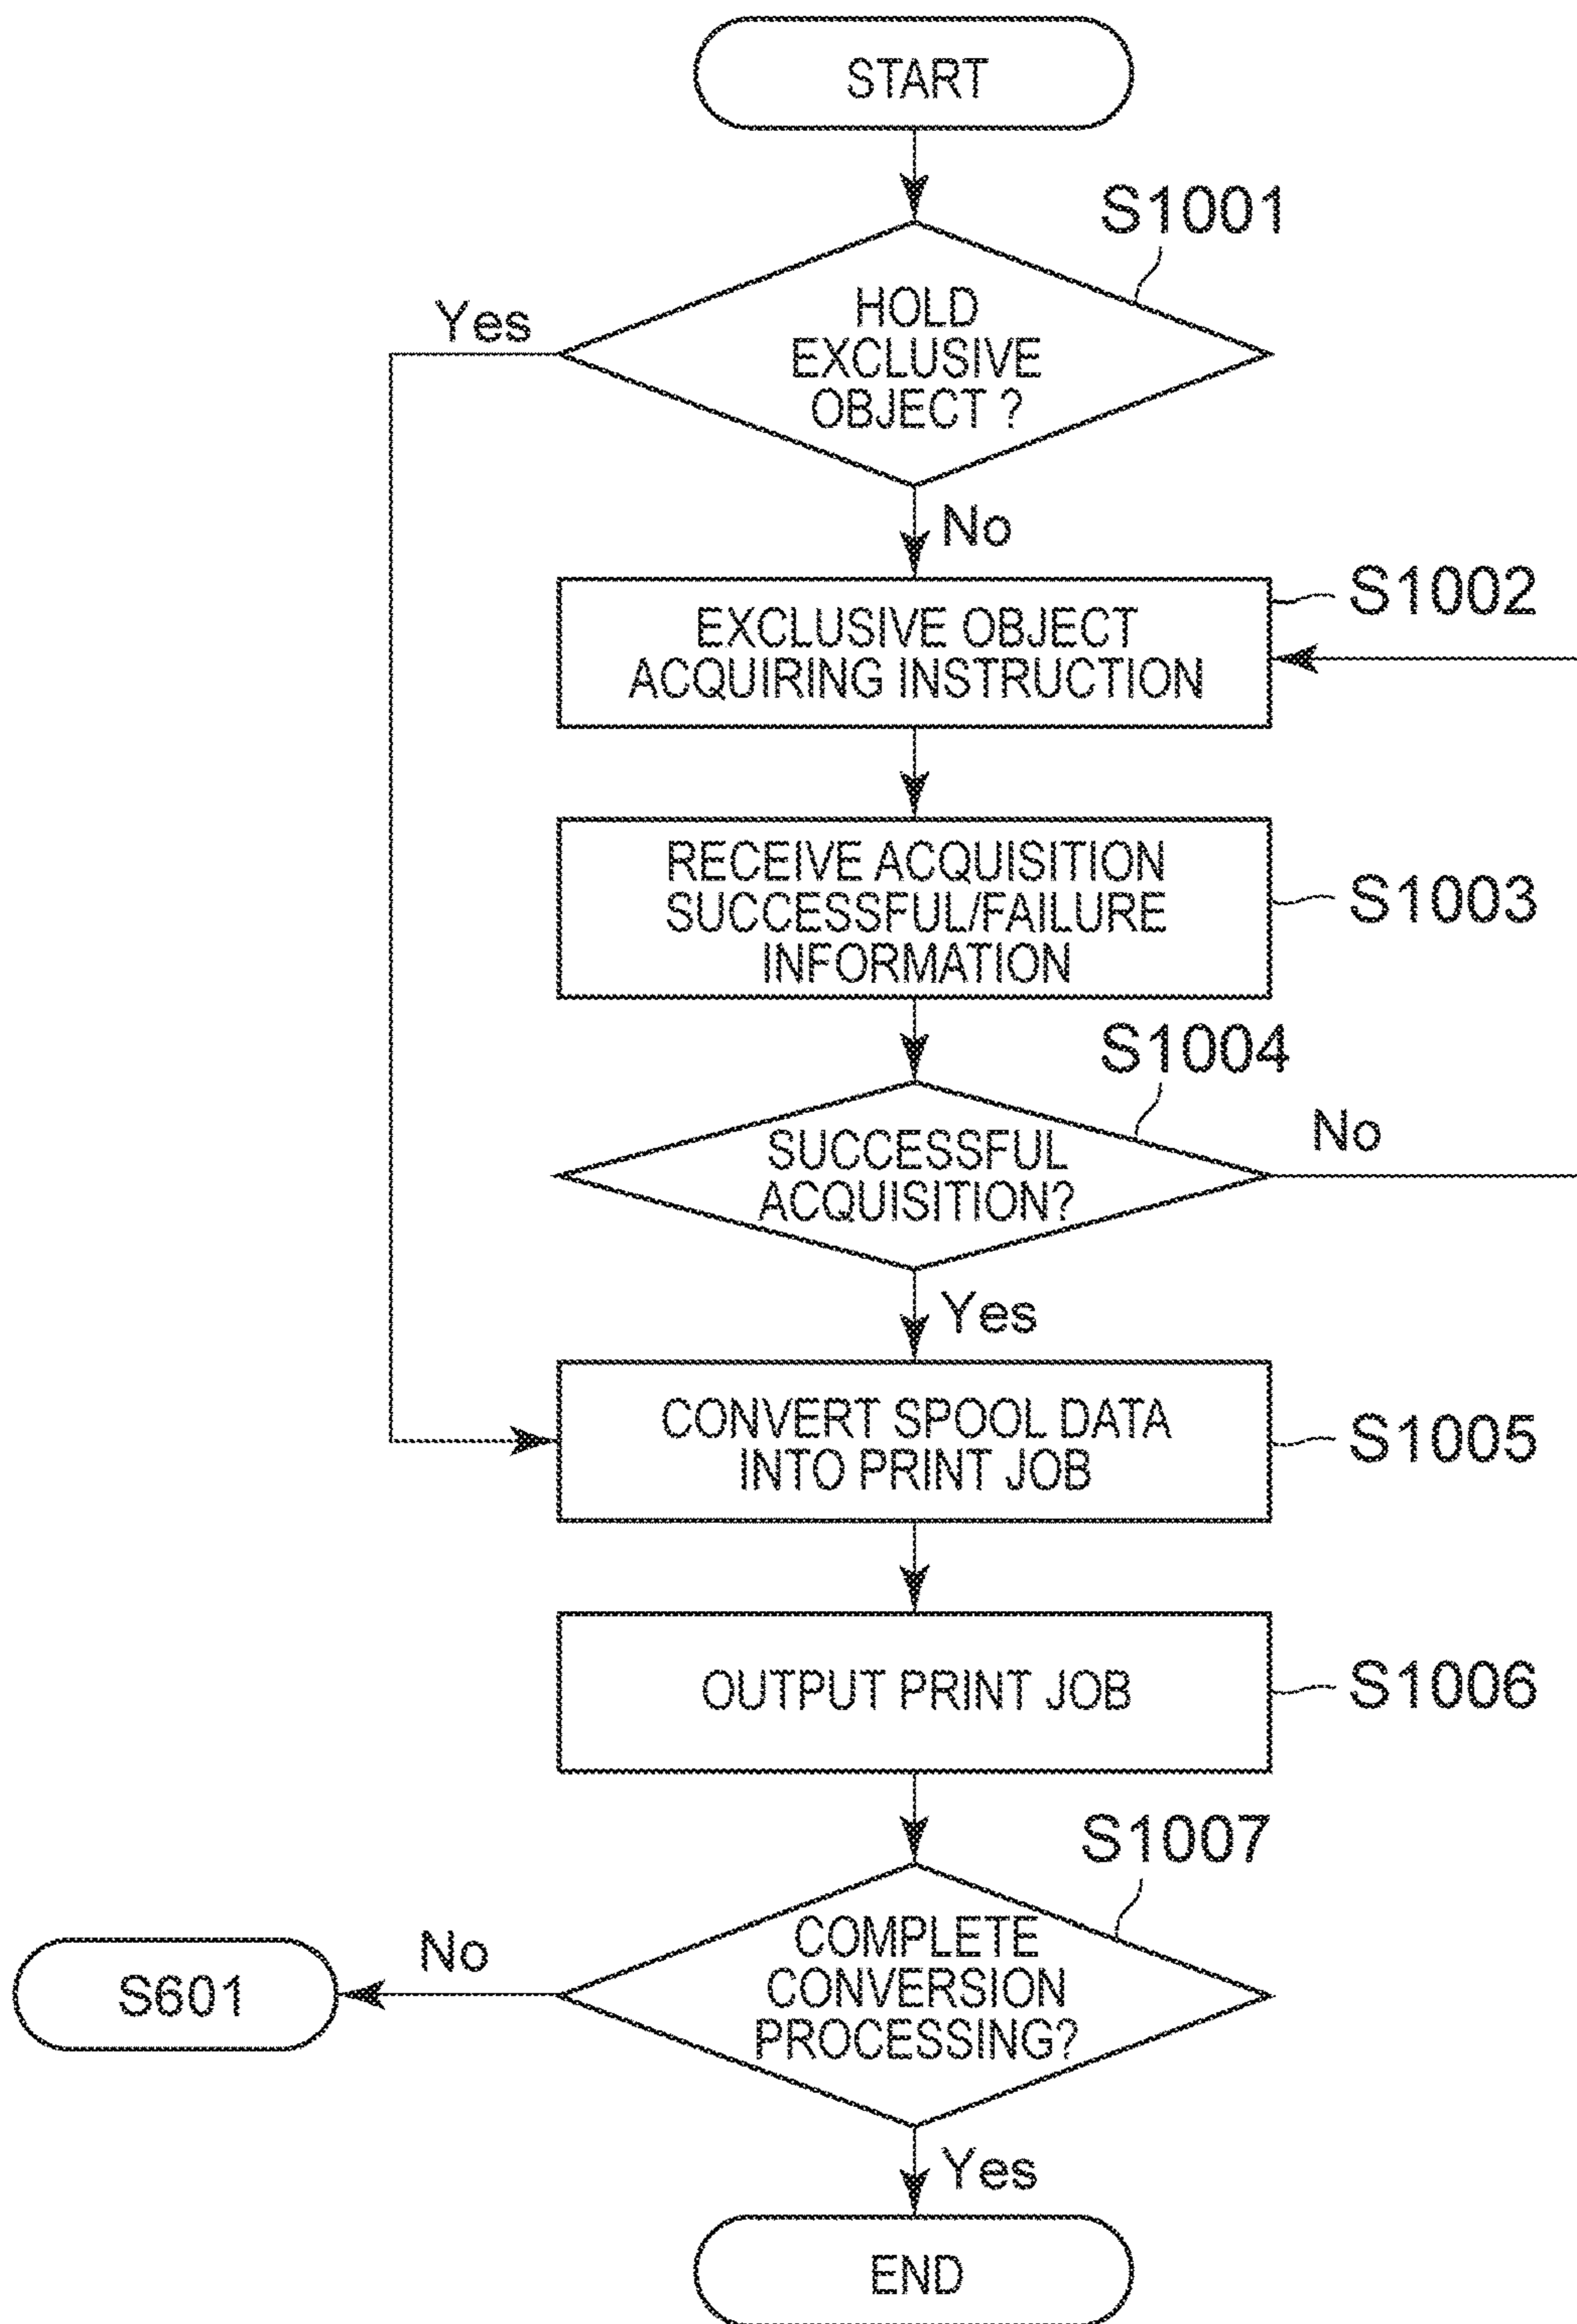 START
S1001
Yes
HOLD
EXCLUSIVE
OBJECT ?
No
S1002
EXCLUSIVE OBJECT
ACQUIRING INSTRUCTION
RECEIVE ACQUISITION
SUCCESSFUL/FAILURE
INFORMATION
S1003
S1004
SUCCESSFUL
ACQUISITION?
No
Yes
CONVERT SPOOL DATA
INTO PRINT JOB
S1005
OUTPUT PRINT JOB
S1006
S1007
COMPLETE
CONVERSION
PROCESSING?
No
S601
Yes
END